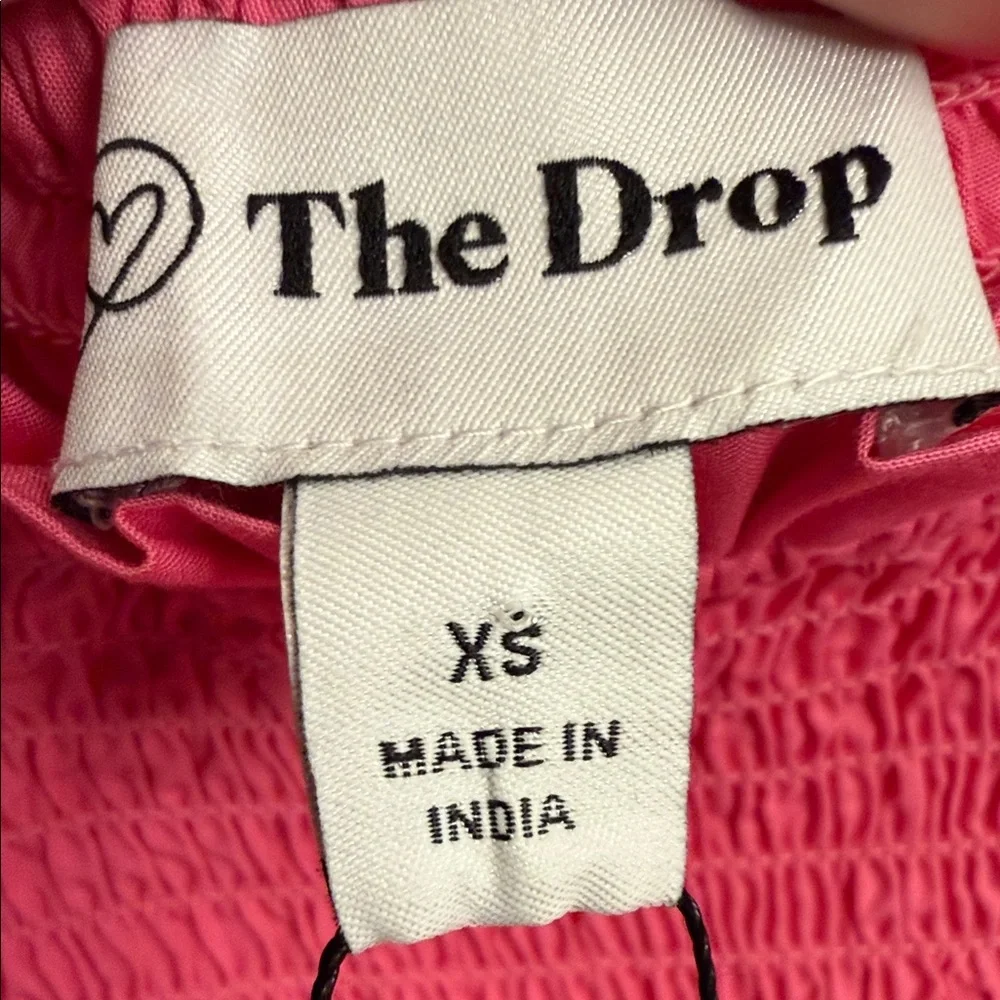 The Drop
XS
MADE IN
INDIA